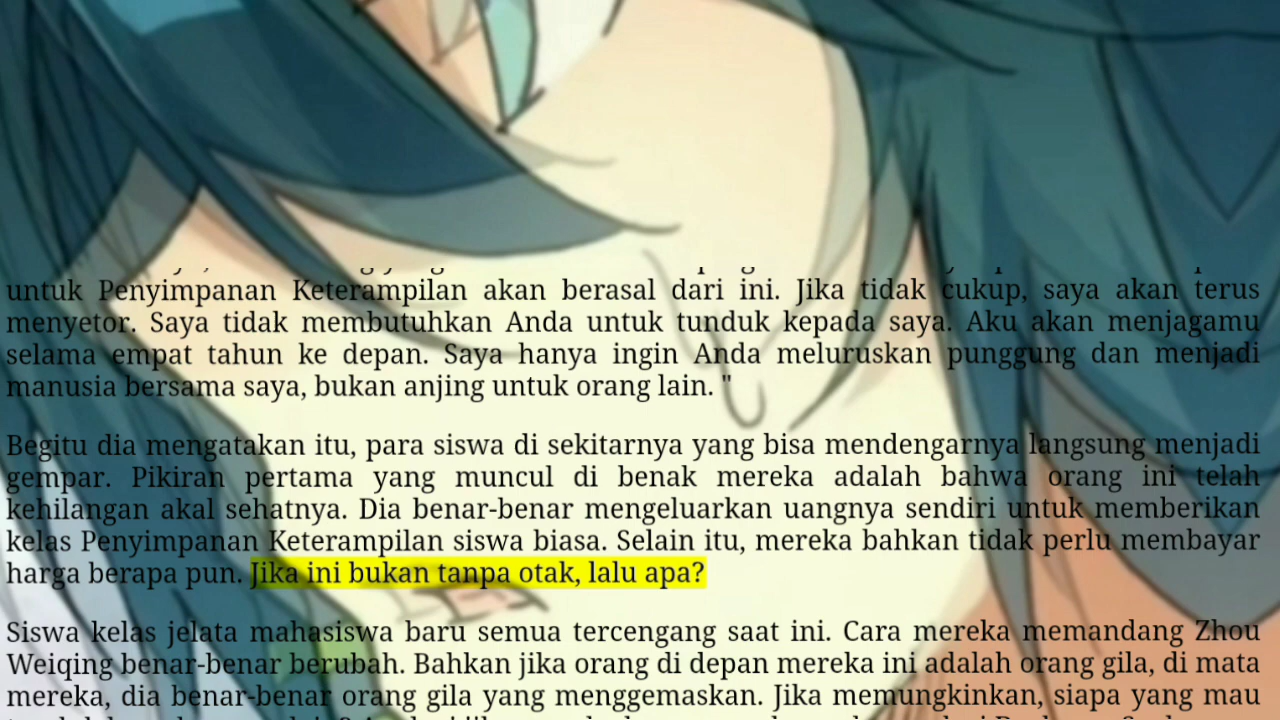 untuk Penyimpanan Keterampilan akan berasal dari ini. Jika tidak cukup, saya akan terus
menyetor. Saya tidak membutuhkan Anda untuk tunduk kepada saya. Aku akan menjagamu
selama empat tahun ke depan. Saya hanya ingin Anda meluruskan punggung dan menjadi
manusia bersama saya, bukan anjing untuk orang lain. "
Begitu dia mengatakan itu, para siswa di sekitarnya yang bisa mendengarnya langsung menjadi
gempar. Pikiran pertama yang muncul di benak mereka adalah bahwa orang ini telah
kehilangan akal sehatnya. Dia benar-benar mengeluarkan uangnya sendiri untuk memberikan
kelas Penyimpanan Keterampilan siswa biasa. Selain itu, mereka bahkan tidak perlu membayar
harga berapa pun. Jika ini bukan tanpa otak, lalu apa?
Siswa kelas jelata mahasiswa baru semua tercengang saat ini. Cara mereka memandang Zhou
Weiqing benar-benar berubah. Bahkan jika orang di depan mereka ini adalah orang gila, di mata
mereka, dia benar-benar orang gila yang menggemaskan. Jika memungkinkan, siapa yang mau